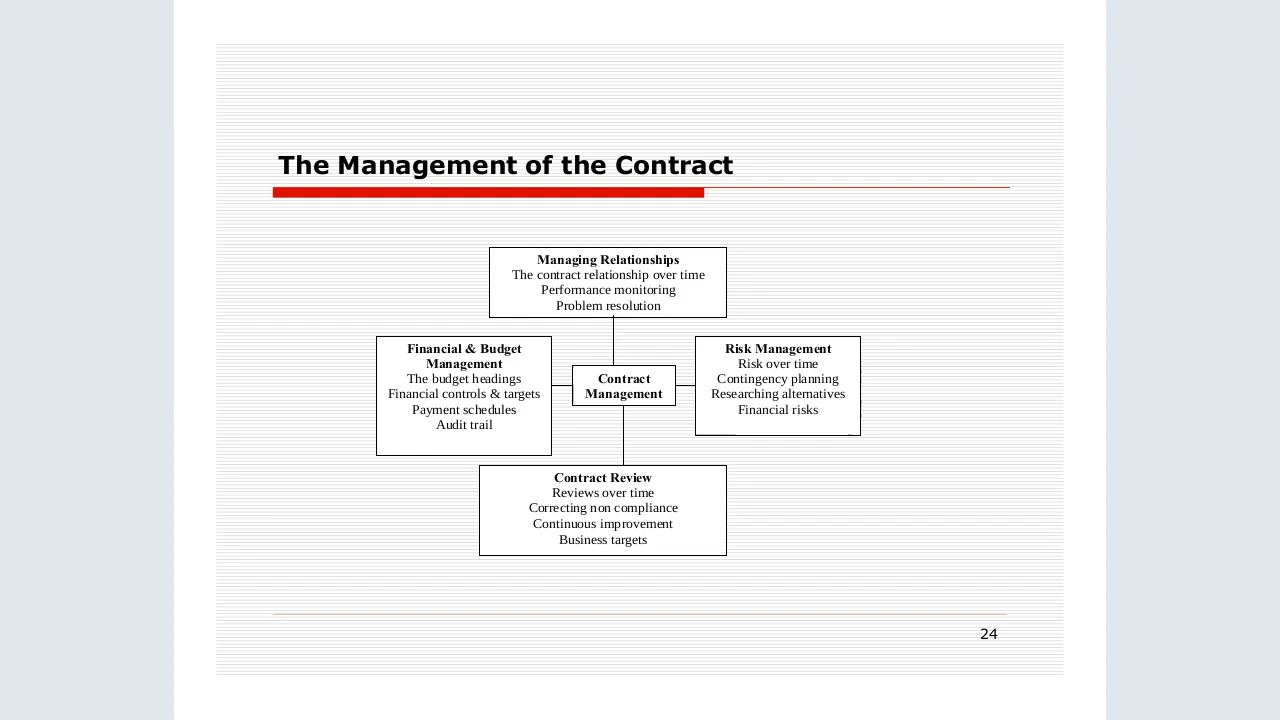 The Management of the Contract
Managing Relationships
The contract relationship over time
Performance monitoring
Problem resolution
Financial & Budget
Management
The budget headings
Financial controls & targets
Payment schedules
Audit trail
Contract
Management
Risk Management
Risk over time
Contingency planning
Researching alternatives
Financial risks
Contract Review
Reviews over time
Correcting non compliance
Continuous improvement
Business targets
24